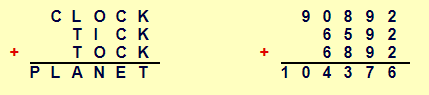 C L O C K
T I C K
+ T O C K
P L A N E T
9 0 8 9 2
6 5 9 2
+ 6 8 9 2
1 0 4 3 7 6